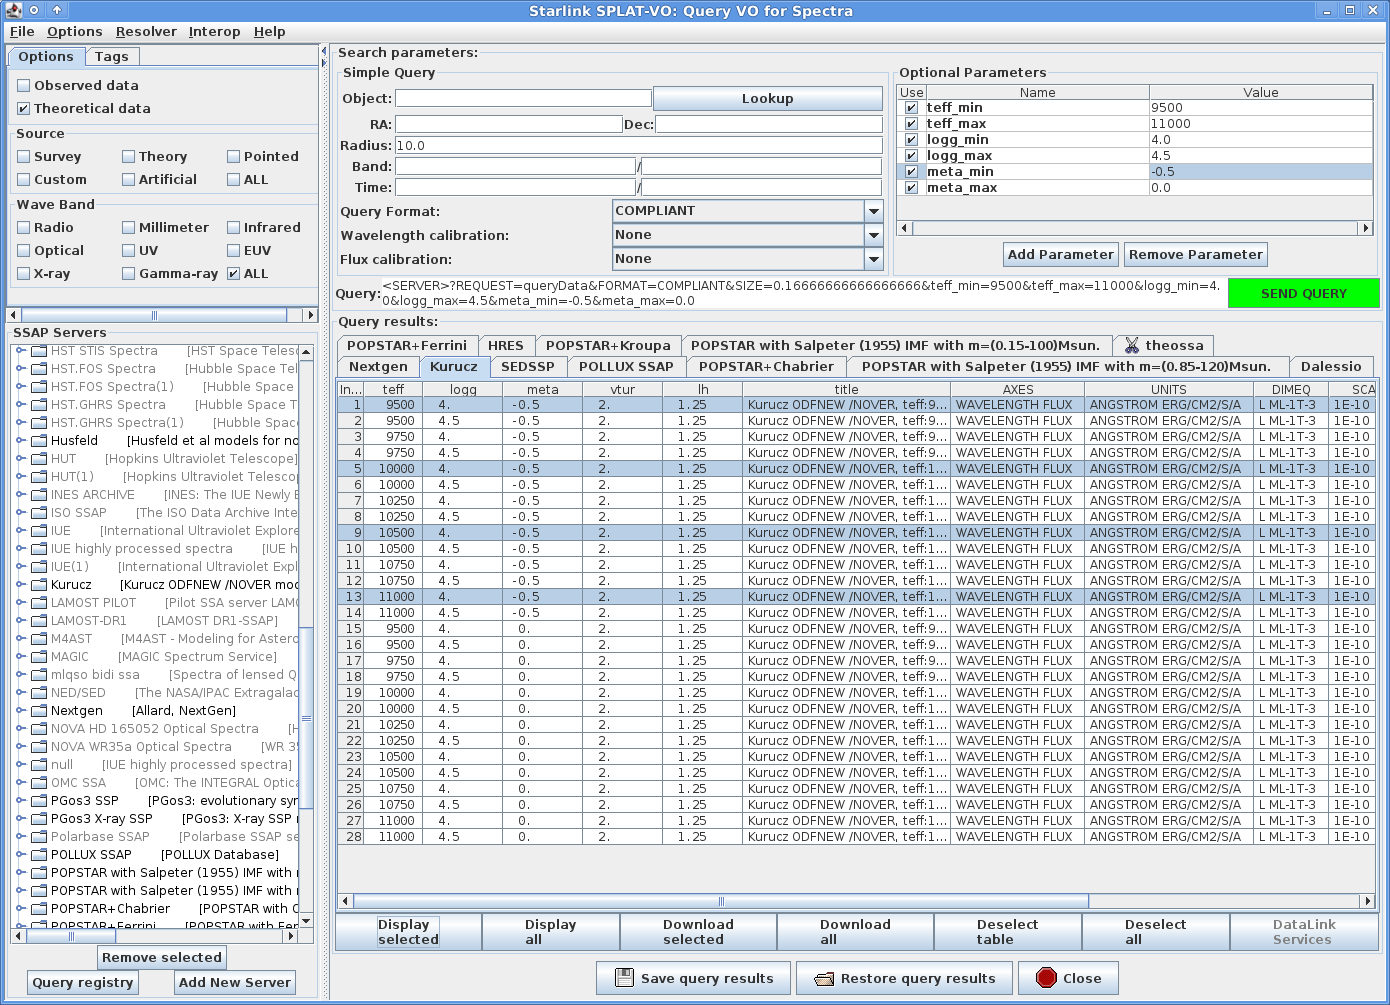 Starlink SPLAT-VO: Query VO for Spectra
File Options Resolver Interop Help
Options Tags
Observed data
Theoretical data
Source
Survey Theory Pointed
Custom Artificial ALL
Wave Band
Radio Millimeter Infrared
Optical UV EUV
X-ray Gamma-ray ALL
SSAP Servers
HST STIS Spectra [HST Space Telesc
HST.FOS Spectra [Hubble Space Tel
HST.FOS Spectra(1) [Hubble Space
HST.GHRS Spectra [Hubble Space Te
HST.GHRS Spectra(1) [Hubble Space
Husfeld [Husfeld et al models for no
HUT [Hopkins Ultraviolet Telescope]
HUT(1) [Hopkins Ultraviolet Telescop
INES ARCHIVE [INES: The IUE Newly E
ISO SSAP [The ISO Data Archive Inte
IUE [International Ultraviolet Explore
IUE highly processed spectra [IUE h
IUE(1) [International Ultraviolet Expl
Kurucz [Kurucz ODFNEW /NOVER mod
LAMOST PILOT [Pilot SSA server LAMO
LAMOST-DR1 [LAMOST DR1-SSAP]
M4AST [M4AST - Modeling for Astero
MAGIC [MAGIC Spectrum Service]
mlqso bidi ssa [Spectra of lensed Q
NED/SED [The NASA/IPAC Extragalac
Nextgen [Allard, NextGen]
NOVA HD 165052 Optical Spectra [H
NOVA WR35a Optical Spectra [WR 35
null [IUE highly processed spectra]
OMC SSA [OMC: The INTEGRAL Optica
PGos3 SSP [PGos3: evolutionary syn
PGos3 X-ray SSP [PGos3: X-ray SSP r
Polarbase SSAP [Polarbase SSAP se
POLLUX SSAP [POLLUX Database]
POPSTAR with Salpeter (1955) IMF with r
POPSTAR with Salpeter (1955) IMF with r
POPSTAR+Chabrier [POPSTAR with C
POPSTAR+Ferrini [POPSTAR with Fer
Remove selected
Query registry Add New Server
Search parameters:
Simple Query
Object: Lookup
RA: Dec:
Radius: 10.0
Band: /
Time: /
Query Format: COMPLIANT
Wavelength calibration: None
Flux calibration: None
Optional Parameters
Use Name Value
teff_min 9500
teff_max 11000
logg_min 4.0
logg_max 4.5
meta_min -0.5
meta_max 0.0
Add Parameter Remove Parameter
Query: <SERVER>?REQUEST=queryData&FORMAT=COMPLIANT&SIZE=0.16666666666666666&teff_min=9500&teff_max=11000&logg_min=4.
0&logg_max=4.5&meta_min=-0.5&meta_max=0.0
SEND QUERY
Query results:
POPSTAR+Ferrini HRES POPSTAR+Kroupa POPSTAR with Salpeter (1955) IMF with m=(0.15-100)Msun. theossa
Nextgen Kurucz SEDSSP POLLUX SSAP POPSTAR+Chabrier POPSTAR with Salpeter (1955) IMF with m=(0.85-120)Msun. Dalessio
In... teff logg meta vtur lh title AXES UNITS DIMEQ SCA
1 9500 4. -0.5 2. 1.25 Kurucz ODFNEW /NOVER, teff:9... WAVELENGTH FLUX ANGSTROM ERG/CM2/S/A L ML-1T-3 1E-10
2 9500 4.5 -0.5 2. 1.25 Kurucz ODFNEW /NOVER, teff:9... WAVELENGTH FLUX ANGSTROM ERG/CM2/S/A L ML-1T-3 1E-10
3 9750 4. -0.5 2. 1.25 Kurucz ODFNEW /NOVER, teff:9... WAVELENGTH FLUX ANGSTROM ERG/CM2/S/A L ML-1T-3 1E-10
4 9750 4.5 -0.5 2. 1.25 Kurucz ODFNEW /NOVER, teff:9... WAVELENGTH FLUX ANGSTROM ERG/CM2/S/A L ML-1T-3 1E-10
5 10000 4. -0.5 2. 1.25 Kurucz ODFNEW /NOVER, teff:1... WAVELENGTH FLUX ANGSTROM ERG/CM2/S/A L ML-1T-3 1E-10
6 10000 4.5 -0.5 2. 1.25 Kurucz ODFNEW /NOVER, teff:1... WAVELENGTH FLUX ANGSTROM ERG/CM2/S/A L ML-1T-3 1E-10
7 10250 4. -0.5 2. 1.25 Kurucz ODFNEW /NOVER, teff:1... WAVELENGTH FLUX ANGSTROM ERG/CM2/S/A L ML-1T-3 1E-10
8 10250 4.5 -0.5 2. 1.25 Kurucz ODFNEW /NOVER, teff:1... WAVELENGTH FLUX ANGSTROM ERG/CM2/S/A L ML-1T-3 1E-10
9 10500 4. -0.5 2. 1.25 Kurucz ODFNEW /NOVER, teff:1... WAVELENGTH FLUX ANGSTROM ERG/CM2/S/A L ML-1T-3 1E-10
10 10500 4.5 -0.5 2. 1.25 Kurucz ODFNEW /NOVER, teff:1... WAVELENGTH FLUX ANGSTROM ERG/CM2/S/A L ML-1T-3 1E-10
11 10750 4. -0.5 2. 1.25 Kurucz ODFNEW /NOVER, teff:1... WAVELENGTH FLUX ANGSTROM ERG/CM2/S/A L ML-1T-3 1E-10
12 10750 4.5 -0.5 2. 1.25 Kurucz ODFNEW /NOVER, teff:1... WAVELENGTH FLUX ANGSTROM ERG/CM2/S/A L ML-1T-3 1E-10
13 11000 4. -0.5 2. 1.25 Kurucz ODFNEW /NOVER, teff:1... WAVELENGTH FLUX ANGSTROM ERG/CM2/S/A L ML-1T-3 1E-10
14 11000 4.5 -0.5 2. 1.25 Kurucz ODFNEW /NOVER, teff:1... WAVELENGTH FLUX ANGSTROM ERG/CM2/S/A L ML-1T-3 1E-10
15 9500 4. 0. 2. 1.25 Kurucz ODFNEW /NOVER, teff:9... WAVELENGTH FLUX ANGSTROM ERG/CM2/S/A L ML-1T-3 1E-10
16 9500 4.5 0. 2. 1.25 Kurucz ODFNEW /NOVER, teff:9... WAVELENGTH FLUX ANGSTROM ERG/CM2/S/A L ML-1T-3 1E-10
17 9750 4. 0. 2. 1.25 Kurucz ODFNEW /NOVER, teff:9... WAVELENGTH FLUX ANGSTROM ERG/CM2/S/A L ML-1T-3 1E-10
18 9750 4.5 0. 2. 1.25 Kurucz ODFNEW /NOVER, teff:9... WAVELENGTH FLUX ANGSTROM ERG/CM2/S/A L ML-1T-3 1E-10
19 10000 4. 0. 2. 1.25 Kurucz ODFNEW /NOVER, teff:1... WAVELENGTH FLUX ANGSTROM ERG/CM2/S/A L ML-1T-3 1E-10
20 10000 4.5 0. 2. 1.25 Kurucz ODFNEW /NOVER, teff:1... WAVELENGTH FLUX ANGSTROM ERG/CM2/S/A L ML-1T-3 1E-10
21 10250 4. 0. 2. 1.25 Kurucz ODFNEW /NOVER, teff:1... WAVELENGTH FLUX ANGSTROM ERG/CM2/S/A L ML-1T-3 1E-10
22 10250 4.5 0. 2. 1.25 Kurucz ODFNEW /NOVER, teff:1... WAVELENGTH FLUX ANGSTROM ERG/CM2/S/A L ML-1T-3 1E-10
23 10500 4. 0. 2. 1.25 Kurucz ODFNEW /NOVER, teff:1... WAVELENGTH FLUX ANGSTROM ERG/CM2/S/A L ML-1T-3 1E-10
24 10500 4.5 0. 2. 1.25 Kurucz ODFNEW /NOVER, teff:1... WAVELENGTH FLUX ANGSTROM ERG/CM2/S/A L ML-1T-3 1E-10
25 10750 4. 0. 2. 1.25 Kurucz ODFNEW /NOVER, teff:1... WAVELENGTH FLUX ANGSTROM ERG/CM2/S/A L ML-1T-3 1E-10
26 10750 4.5 0. 2. 1.25 Kurucz ODFNEW /NOVER, teff:1... WAVELENGTH FLUX ANGSTROM ERG/CM2/S/A L ML-1T-3 1E-10
27 11000 4. 0. 2. 1.25 Kurucz ODFNEW /NOVER, teff:1... WAVELENGTH FLUX ANGSTROM ERG/CM2/S/A L ML-1T-3 1E-10
28 11000 4.5 0. 2. 1.25 Kurucz ODFNEW /NOVER, teff:1... WAVELENGTH FLUX ANGSTROM ERG/CM2/S/A L ML-1T-3 1E-10
Display selected
Display all
Download selected
Download all
Deselect table
Deselect all
DataLink Services
Save query results Restore query results Close